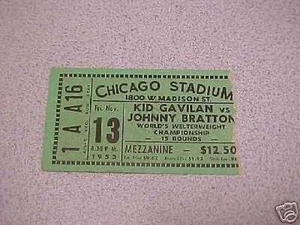 1 A A16
CHICAGO STADIUM
1800 W. MADISON ST.
Fri. Nov.
13
1953
KID GAVILAN VS
JOHNNY BRATTON
WORLD'S WELTERWEIGHT
CHAMPIONSHIP
15 ROUNDS
MEZZANINE — $12.50